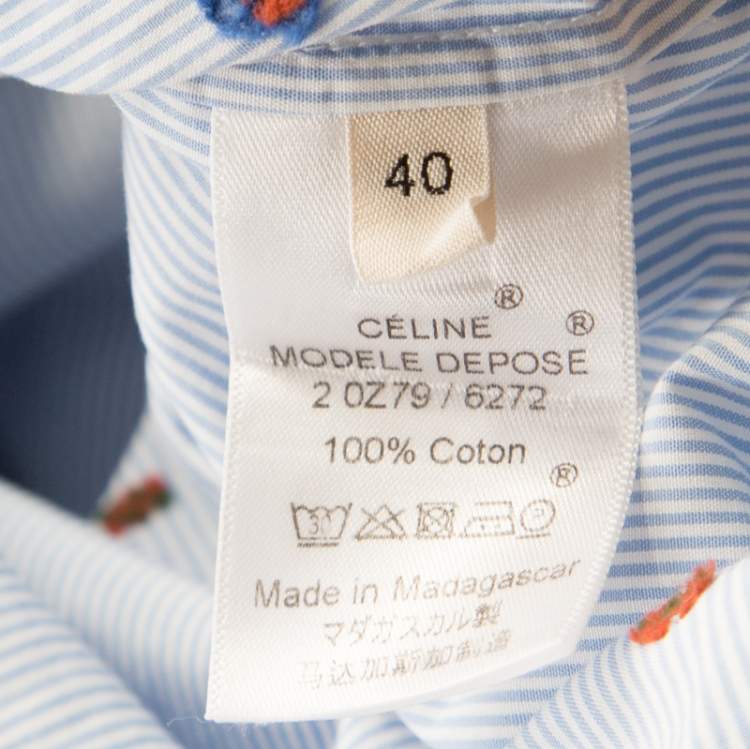 40
CÉLINE ®
MODELE DEPOSE ®
2 0Z79 / 6272
100% Coton
®
30 P
Made in Madagascar
マダガスカル製
马达加斯加制造